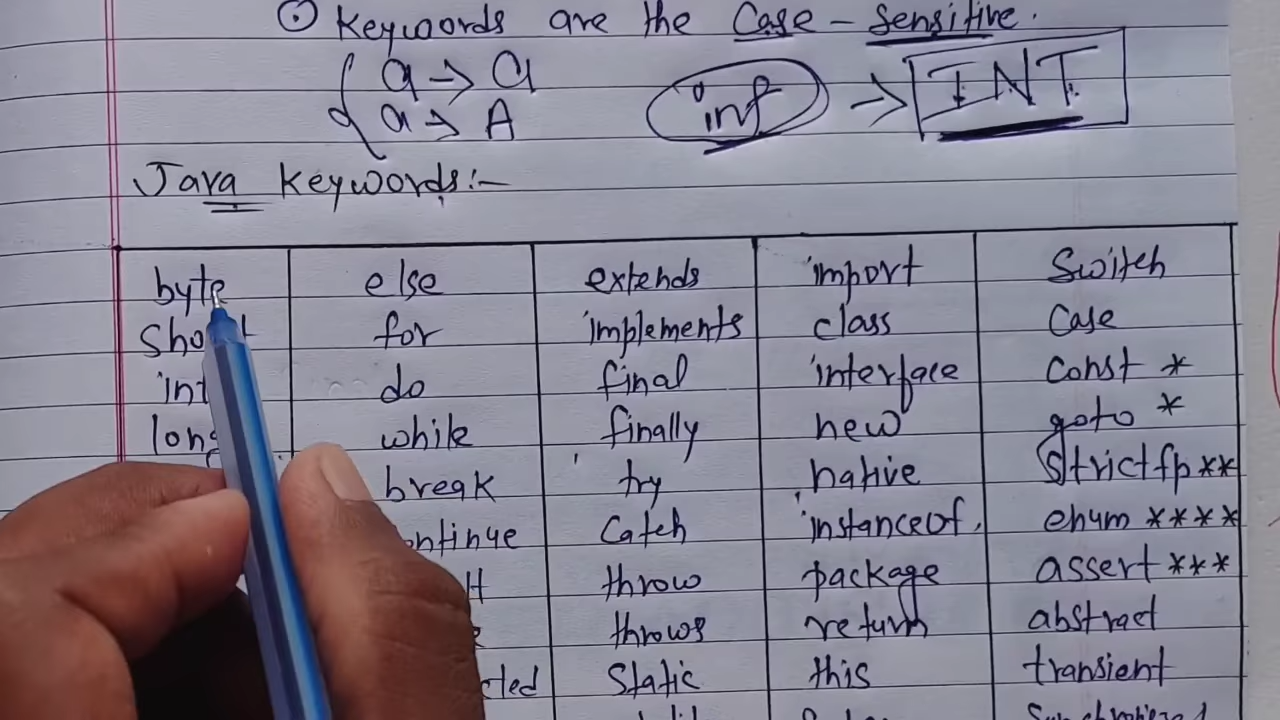 ⊙ Keywords are the Case - Sensitive.
a → a
a → A
int → INT
Java Keywords:-
byte else extends import Switch
for implements class Case
int do final interface const *
long while finally new goto *
break try native Strictfp **
Catch instanceof enum ****
throw package assert ***
throws return abstract
Static this transient